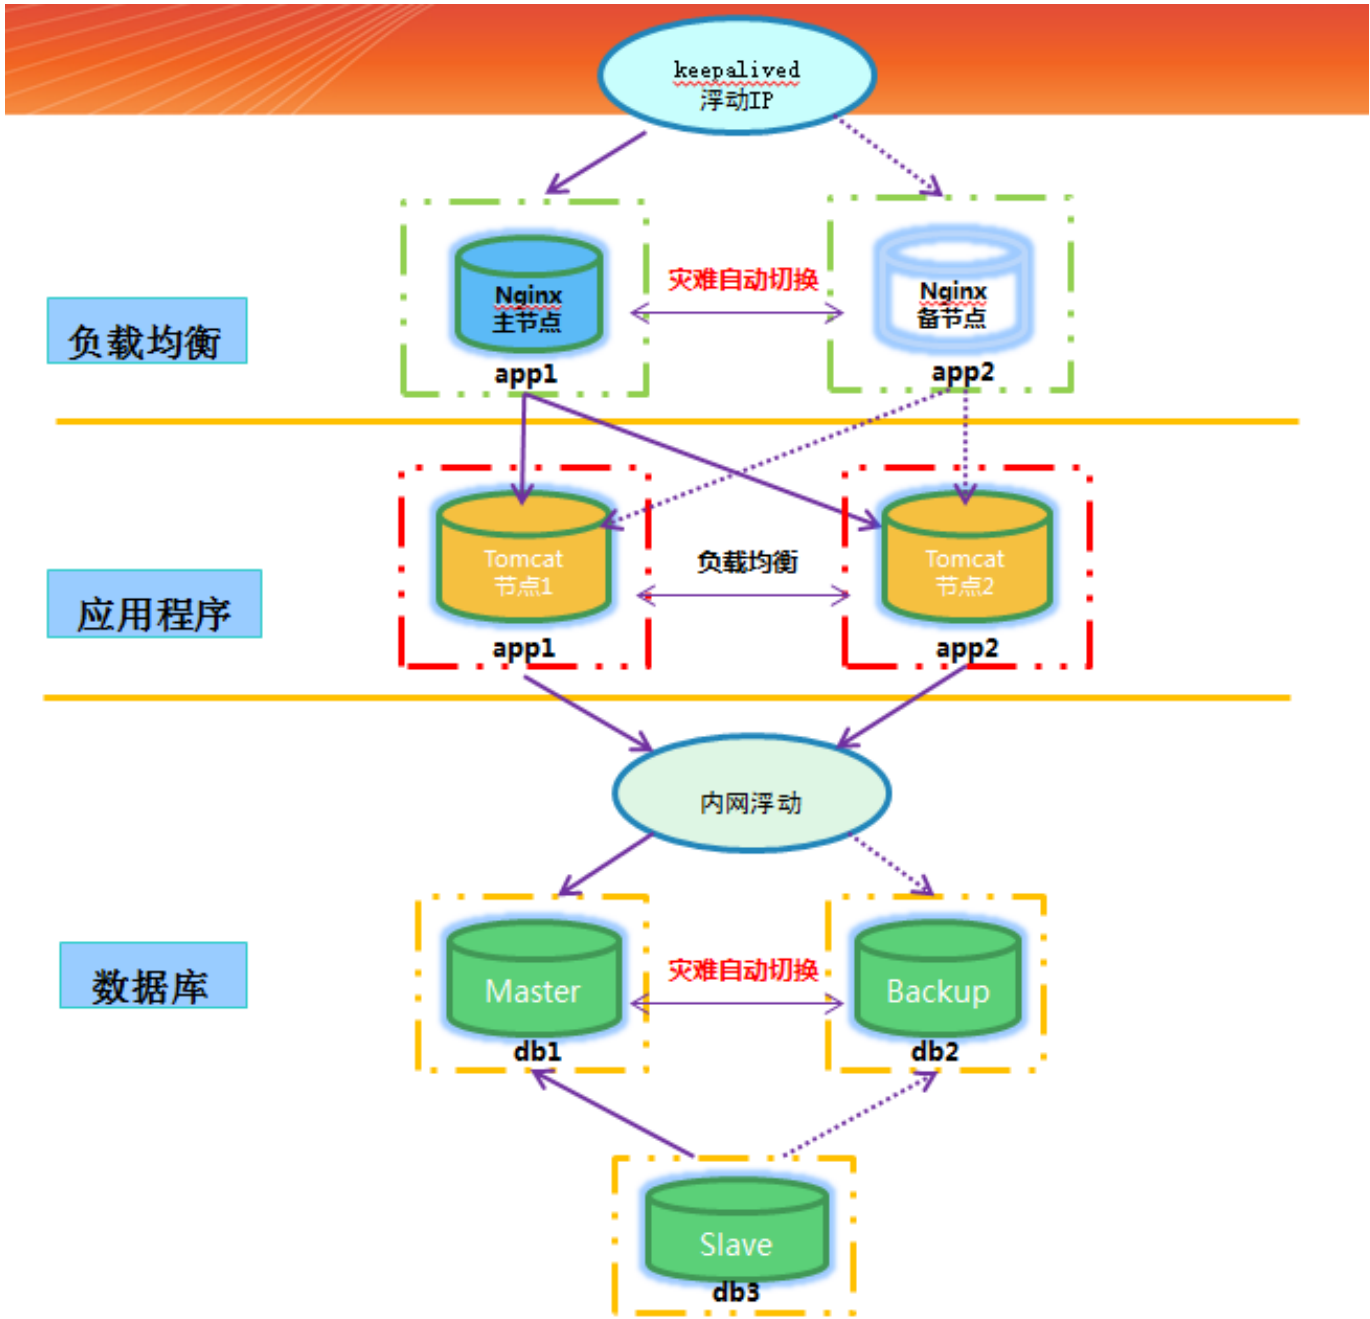 keepalived
浮动IP
灾难自动切换
Nginx
主节点
app1
Nginx
备节点
app2
负载均衡
Tomcat
节点1
app1
负载均衡
Tomcat
节点2
app2
应用程序
内网浮动
Master
db1
灾难自动切换
Backup
db2
数据库
Slave
db3